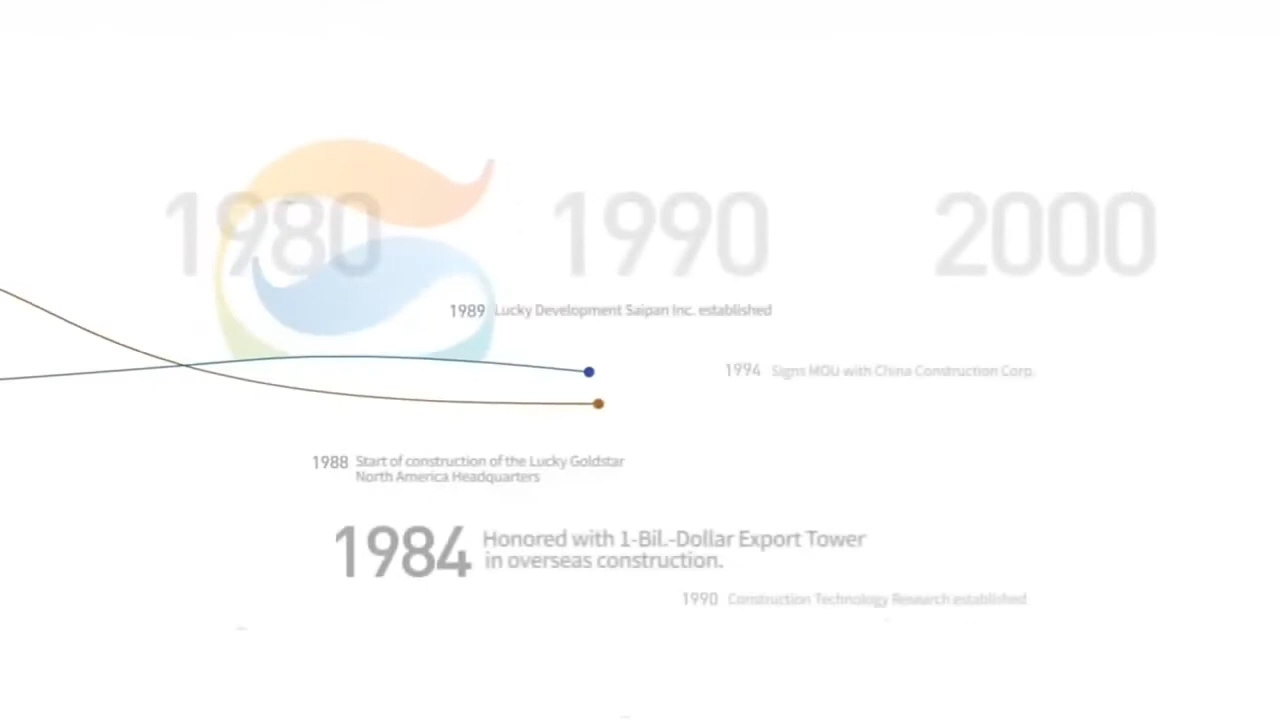 1980 1990 2000
1989 Lucky Development Saipan Inc. established
1994 Signs MOU with China Construction Corp.
1988 Start of construction of the Lucky Goldstar
North America Headquarters
1984 Honored with 1-Bil.-Dollar Export Tower
in overseas construction.
1990 Construction Technology Research established